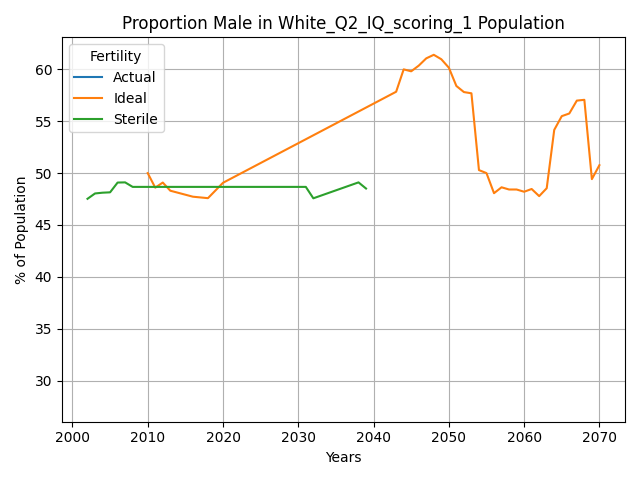 Proportion Male in White_Q2_IQ_scoring_1 Population
Fertility
Actual
Ideal
Sterile
% of Population
60
55
50
45
40
35
30
2000 2010 2020 2030 2040 2050 2060 2070
Years